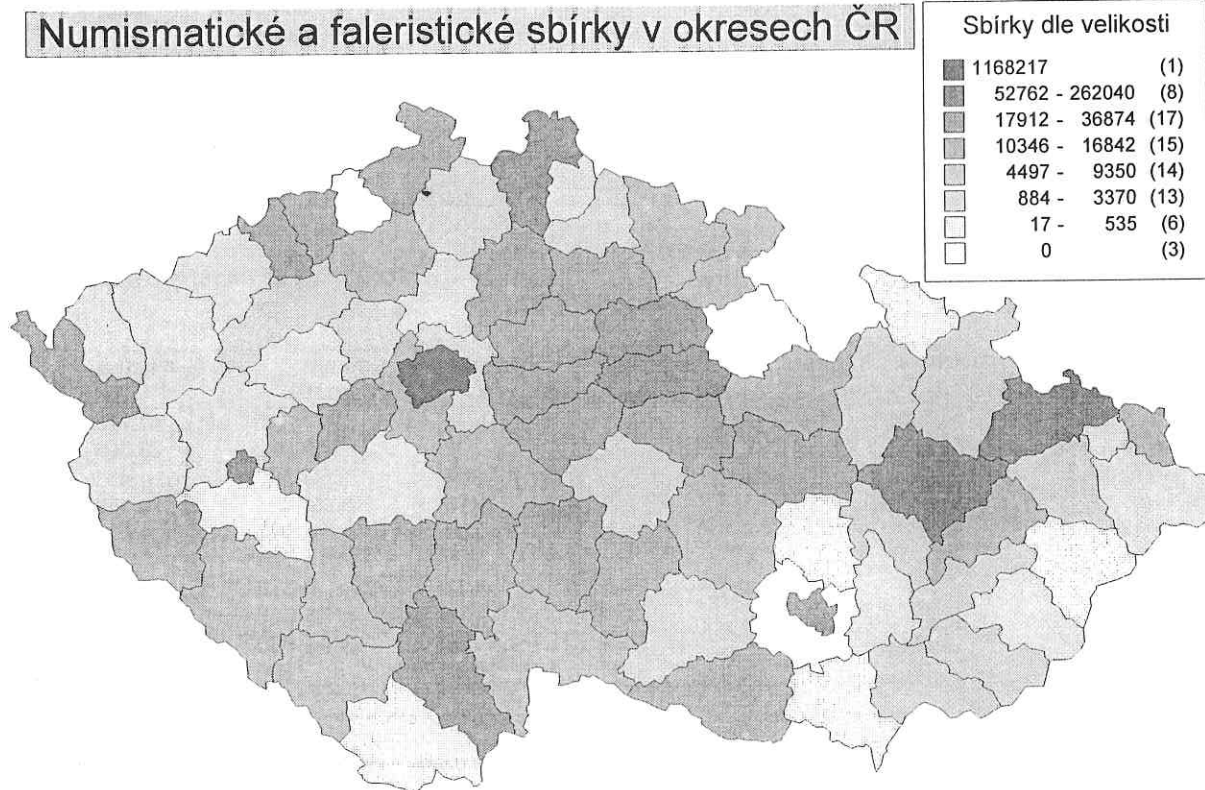 Numismatické a faleristické sbírky v okresech ČR
Sbírky dle velikosti
1168217 (1)
52762 - 262040 (8)
17912 - 36874 (17)
10346 - 16842 (15)
4497 - 9350 (14)
884 - 3370 (13)
17 - 535 (6)
0 (3)